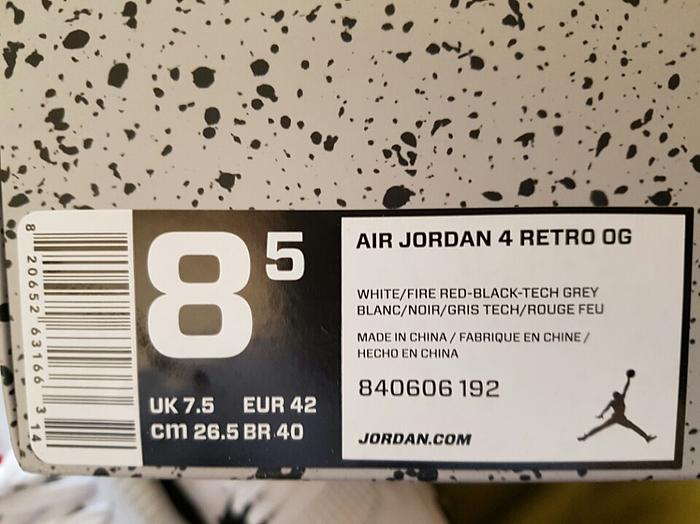 8 20652 63166 3 14
8 5
UK 7.5 EUR 42
cm 26.5 BR 40
AIR JORDAN 4 RETRO OG
WHITE/FIRE RED-BLACK-TECH GREY
BLANC/NOIR/GRIS TECH/ROUGE FEU
MADE IN CHINA / FABRIQUE EN CHINE /
HECHO EN CHINA
840606 192
JORDAN.COM